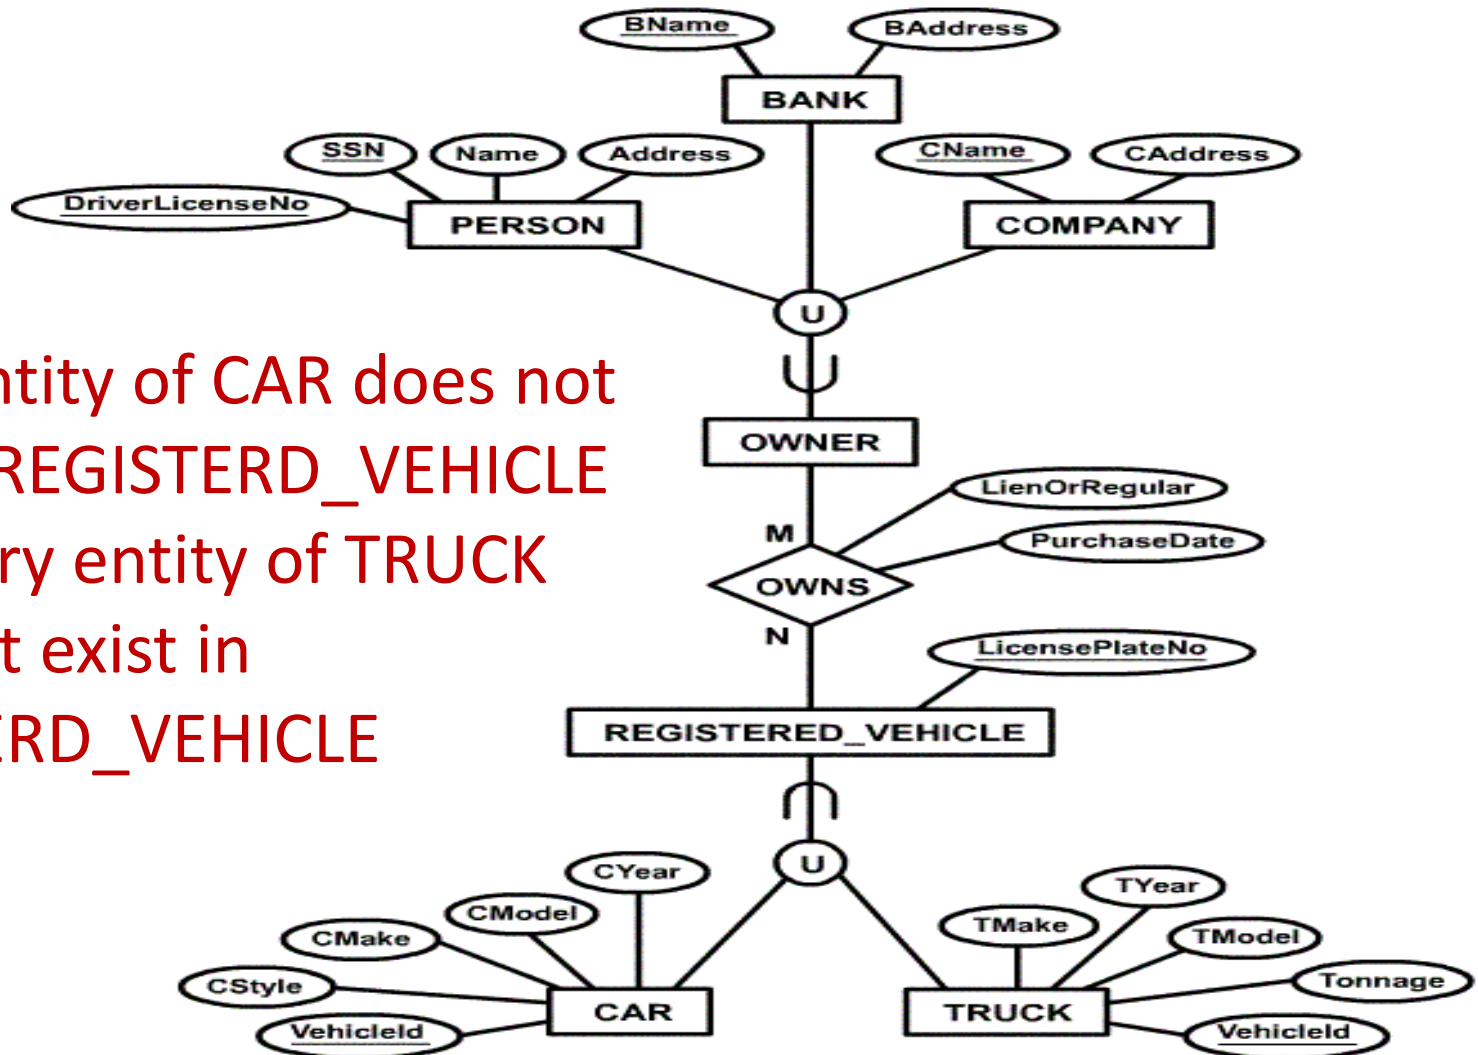 BName
BAddress
BANK
SSN
Name
Address
CName
CAddress
DriverLicenseNo
PERSON
COMPANY
U
ntity of CAR does not
REGISTERD_VEHICLE
ry entity of TRUCK
t exist in
ERD_VEHICLE
OWNER
LienOrRegular
M
PurchaseDate
OWNS
N
LicensePlateNo
REGISTERED_VEHICLE
U
CYear
TYear
CModel
TMake
CMake
TModel
CStyle
Tonnage
CAR
TRUCK
VehicleId
VehicleId